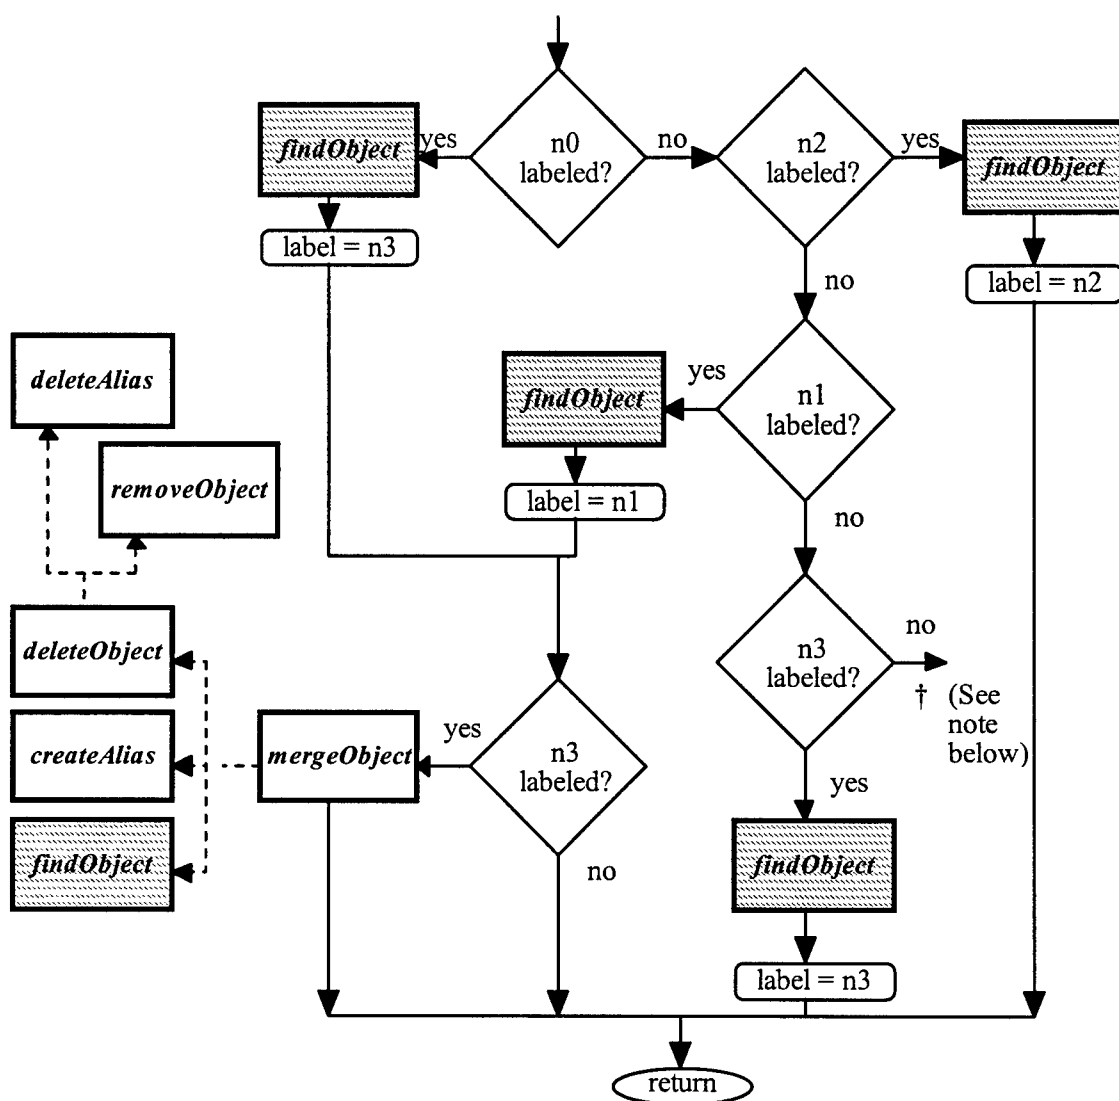 n0
labeled?
yes
findObject
no
n2
labeled?
yes
findObject
label = n3
label = n2
no
deleteAlias
findObject
yes
n1
labeled?
removeObject
label = n1
no
deleteObject
n3
labeled?
no
† (See
note
below)
createAlias
mergeObject
yes
n3
labeled?
yes
findObject
no
findObject
label = n3
return